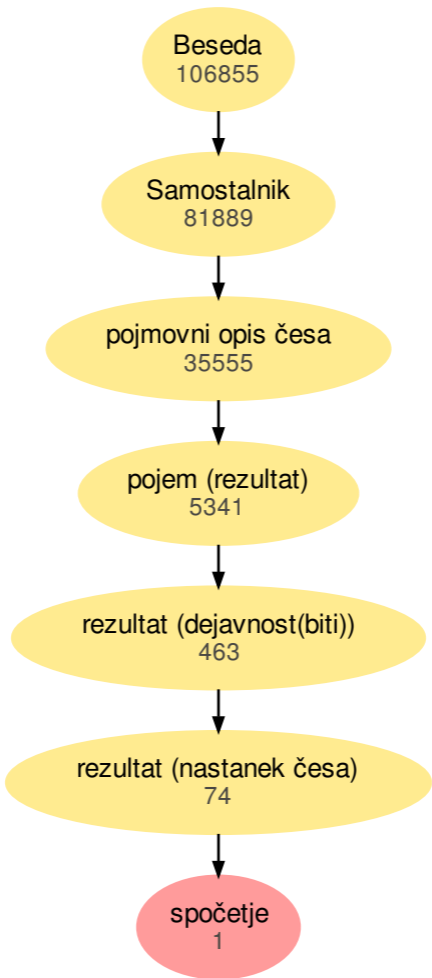 Beseda
106855
Samostalnik
81889
pojmovni opis česa
35555
pojem (rezultat)
5341
rezultat (dejavnost(biti))
463
rezultat (nastanek česa)
74
spočetje
1